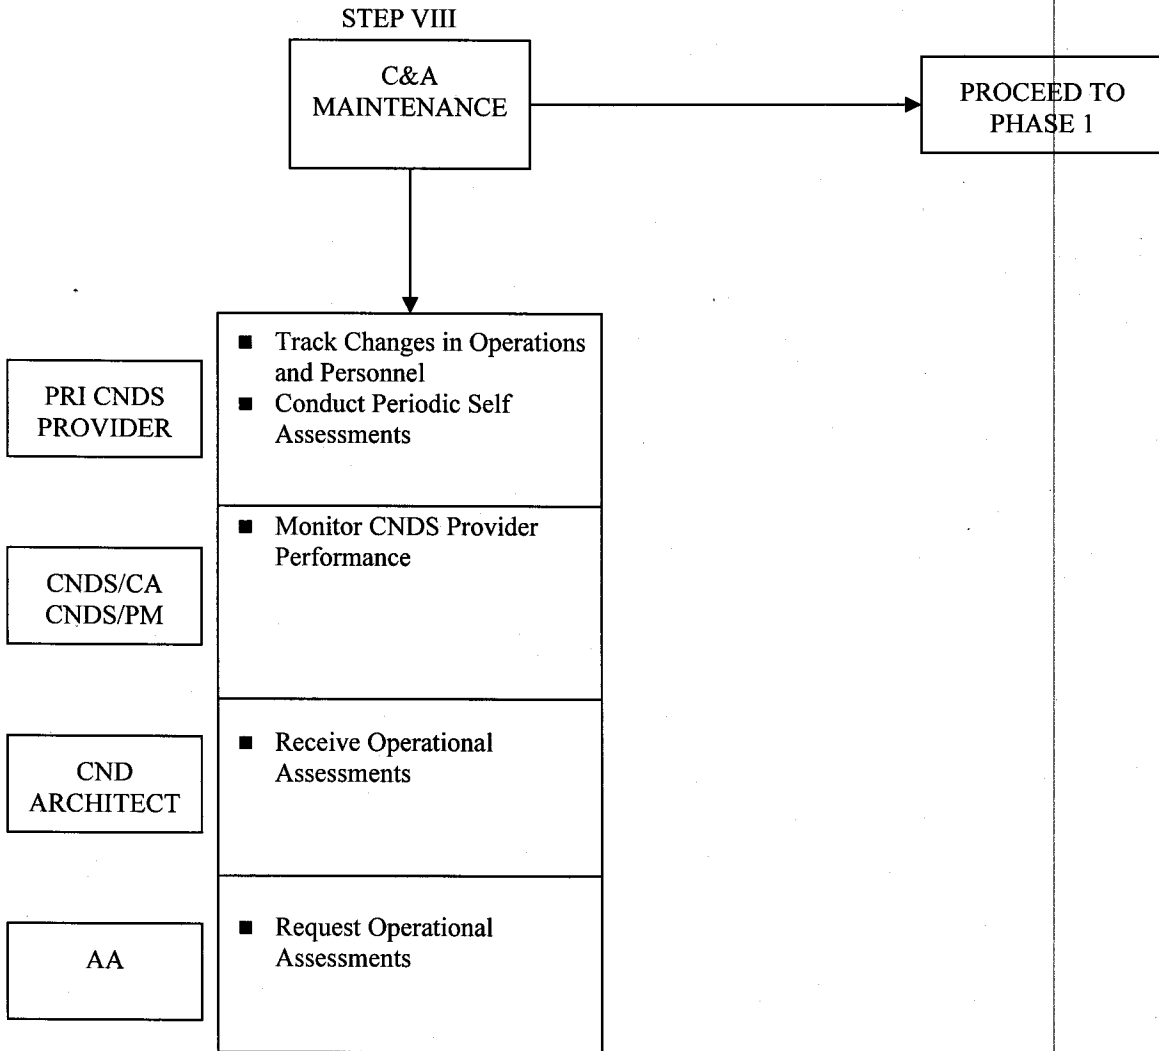 STEP VIII
C&A
MAINTENANCE
PROCEED TO
PHASE 1
PRI CNDS
PROVIDER
■ Track Changes in Operations
and Personnel
■ Conduct Periodic Self
Assessments
CNDS/CA
CNDS/PM
■ Monitor CNDS Provider
Performance
CND
ARCHITECT
■ Receive Operational
Assessments
AA
■ Request Operational
Assessments